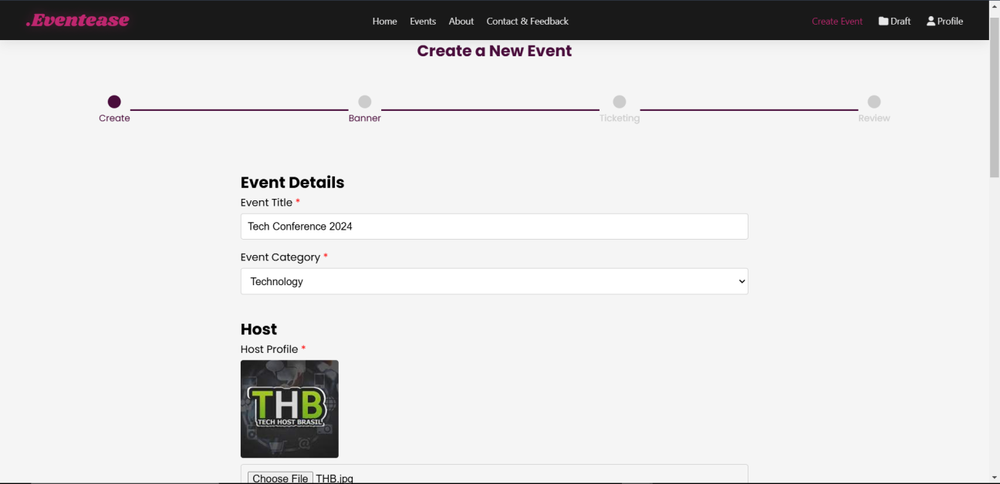 .Eventease
Home Events About Contact & Feedback
Create Event Draft Profile
Create a New Event
Create Banner Ticketing Review
Event Details
Event Title *
Tech Conference 2024
Event Category *
Technology
Host
Host Profile *
THB
TECH HOST BRASIL
Choose File THB.jpg